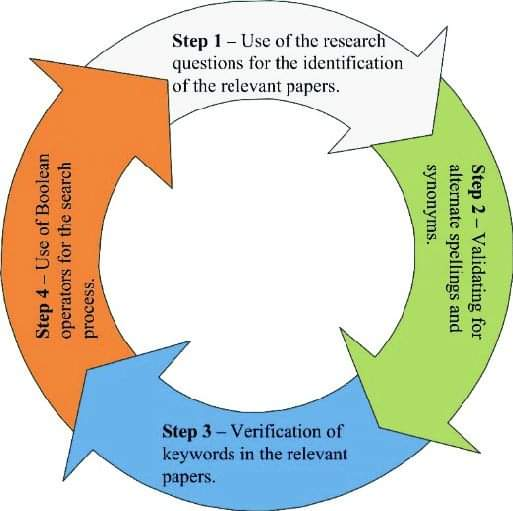 Step 1 – Use of the research
questions for the identification
of the relevant papers.
Step 2 – Validating for
alternate spellings and
synonyms.
Step 3 – Verification of
keywords in the relevant
papers.
Step 4 – Use of Boolean
operators for the search
process.